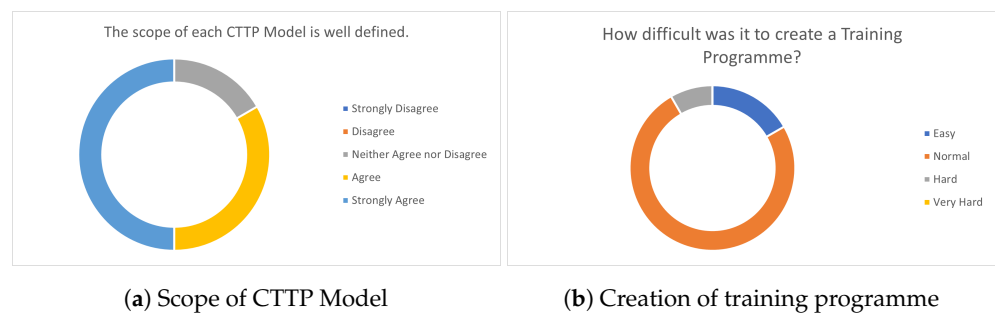 The scope of each CTTP Model is well defined.
Strongly Disagree
Disagree
Neither Agree nor Disagree
Agree
Strongly Agree
(a) Scope of CTTP Model
How difficult was it to create a Training
Programme?
Easy
Normal
Hard
Very Hard
(b) Creation of training programme